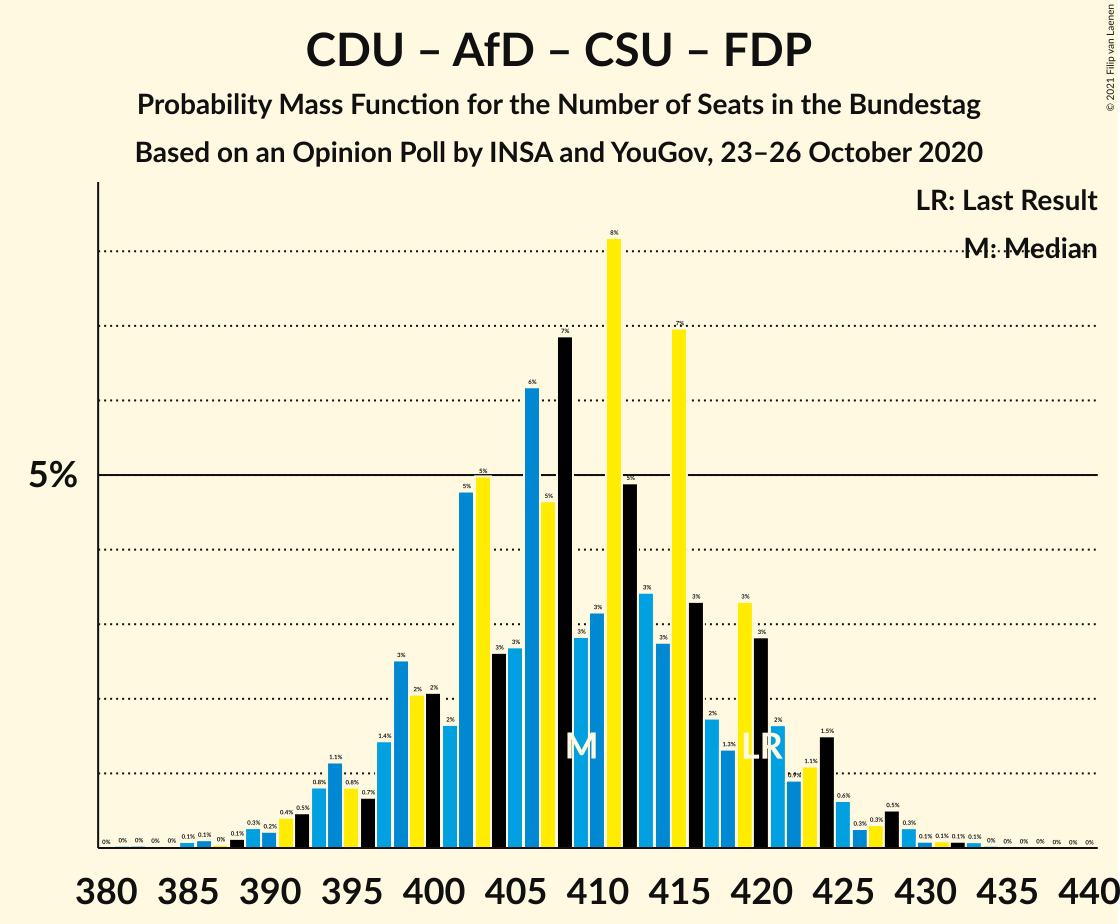 CDU – AfD – CSU – FDP
Probability Mass Function for the Number of Seats in the Bundestag
Based on an Opinion Poll by INSA and YouGov, 23–26 October 2020
© 2021 Filip van Laenen
LR: Last Result
M: Median
5%
0% 0% 0% 0% 0% 0.1% 0.1% 0% 0.1% 0.3% 0.2% 0.4% 0.5% 0.8% 1.1% 0.8% 0.7% 1.4% 3% 2% 2% 2% 5% 5% 3% 3% 6% 5% 7% 3% 3% 8% 5% 3% 3% 7% 3% 2% 1.3% 3% 3% 2% 0.9% 1.1% 1.5% 0.6% 0.3% 0.3% 0.5% 0.3% 0.1% 0.1% 0.1% 0.1% 0% 0% 0% 0% 0% 0% 0%
M LR
380 385 390 395 400 405 410 415 420 425 430 435 440